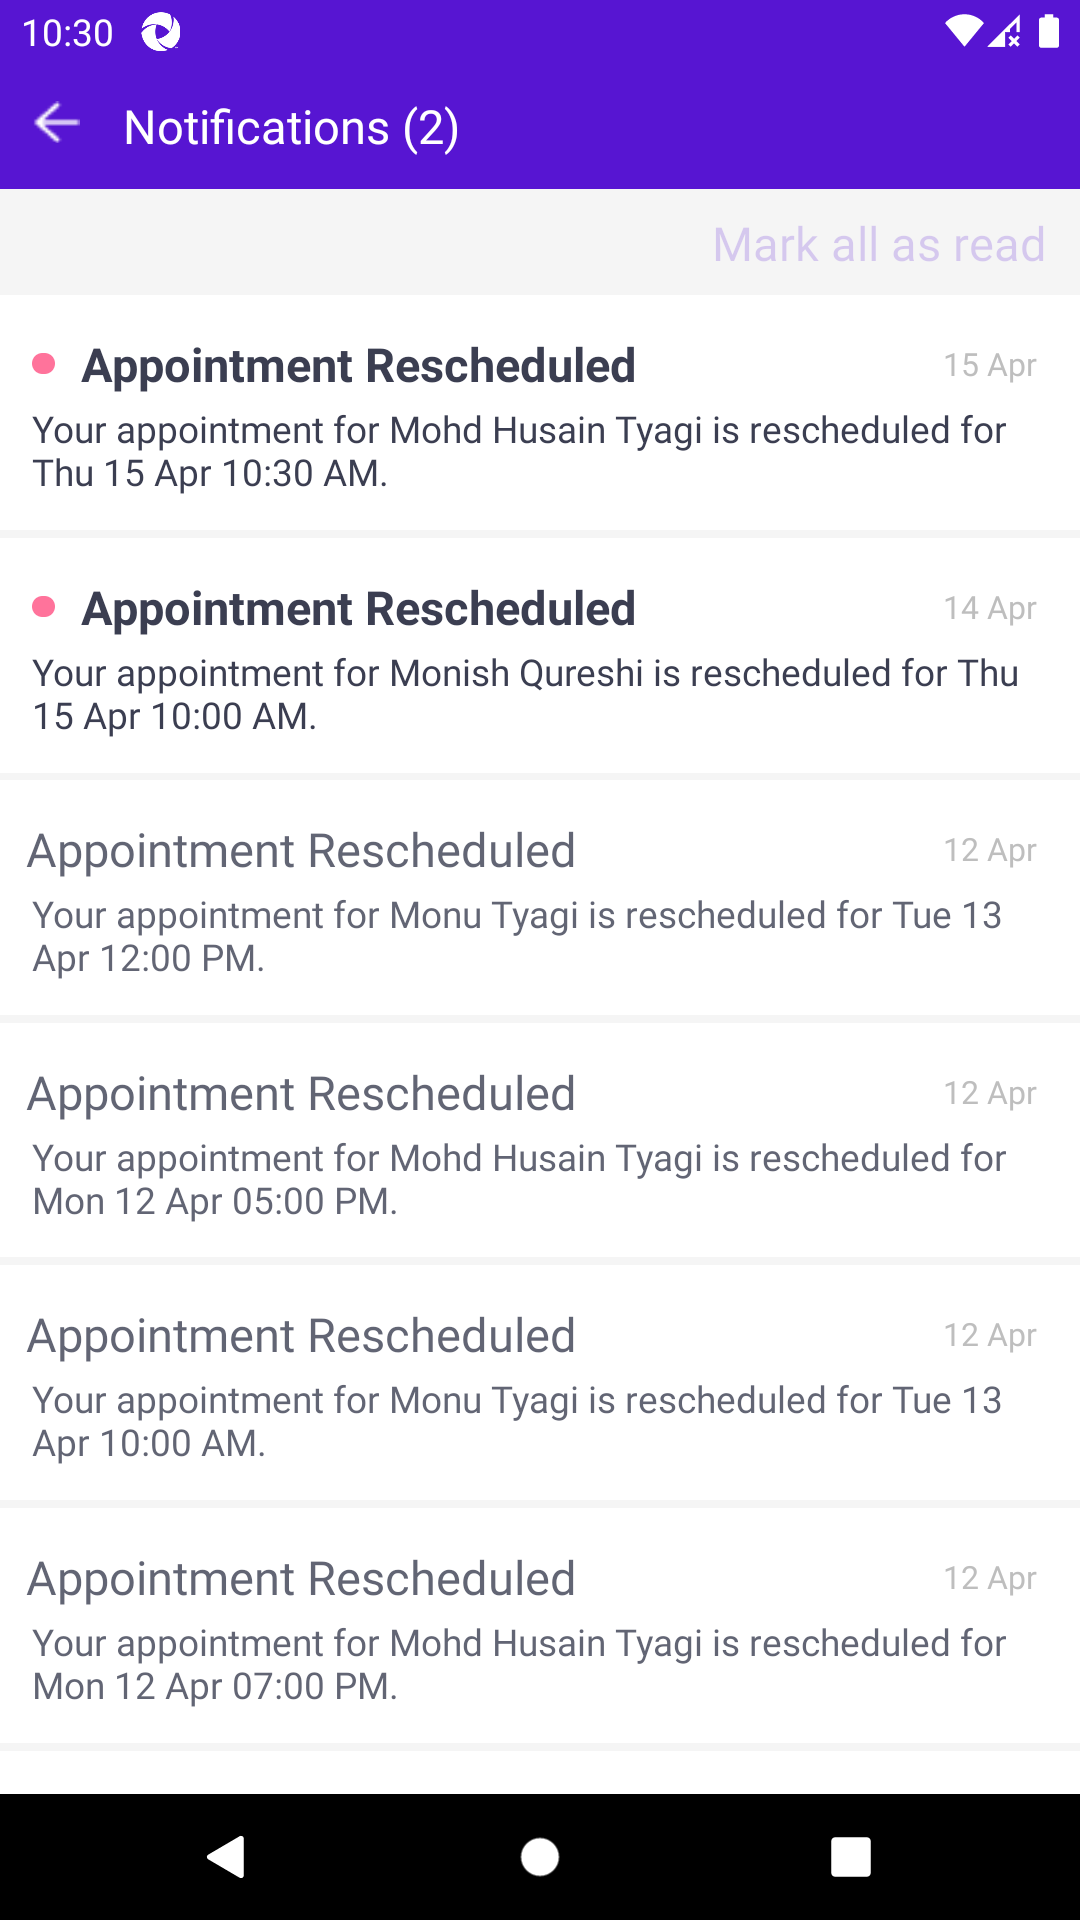 10:30
Notifications (2)
Mark all as read
Appointment Rescheduled 15 Apr
Your appointment for Mohd Husain Tyagi is rescheduled for
Thu 15 Apr 10:30 AM.
Appointment Rescheduled 14 Apr
Your appointment for Monish Qureshi is rescheduled for Thu
15 Apr 10:00 AM.
Appointment Rescheduled 12 Apr
Your appointment for Monu Tyagi is rescheduled for Tue 13
Apr 12:00 PM.
Appointment Rescheduled 12 Apr
Your appointment for Mohd Husain Tyagi is rescheduled for
Mon 12 Apr 05:00 PM.
Appointment Rescheduled 12 Apr
Your appointment for Monu Tyagi is rescheduled for Tue 13
Apr 10:00 AM.
Appointment Rescheduled 12 Apr
Your appointment for Mohd Husain Tyagi is rescheduled for
Mon 12 Apr 07:00 PM.